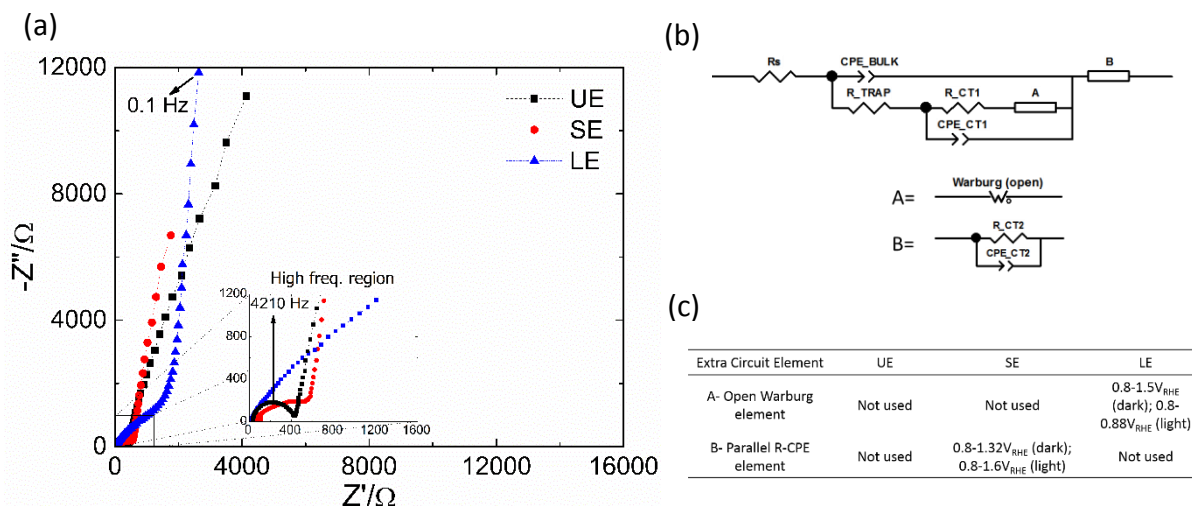 (a)
12000
8000
4000
0
-Z"/Ω
0.1 Hz
UE
SE
LE
High freq. region
1200
4210 Hz
800
400
0
0 400 800 1200 1600
0 4000 8000 12000 16000
Z'/Ω
(b)
Rs
CPE_BULK
B
R_TRAP
R_CT1
A
CPE_CT1
A=
Warburg (open)
Wo
B=
R_CT2
CPE_CT2
(c)
Extra Circuit Element UE SE LE
A- Open Warburg element Not used Not used 0.8-1.5VRHE (dark); 0.8-0.88VRHE (light)
B- Parallel R-CPE element Not used 0.8-1.32VRHE (dark); 0.8-1.6VRHE (light) Not used